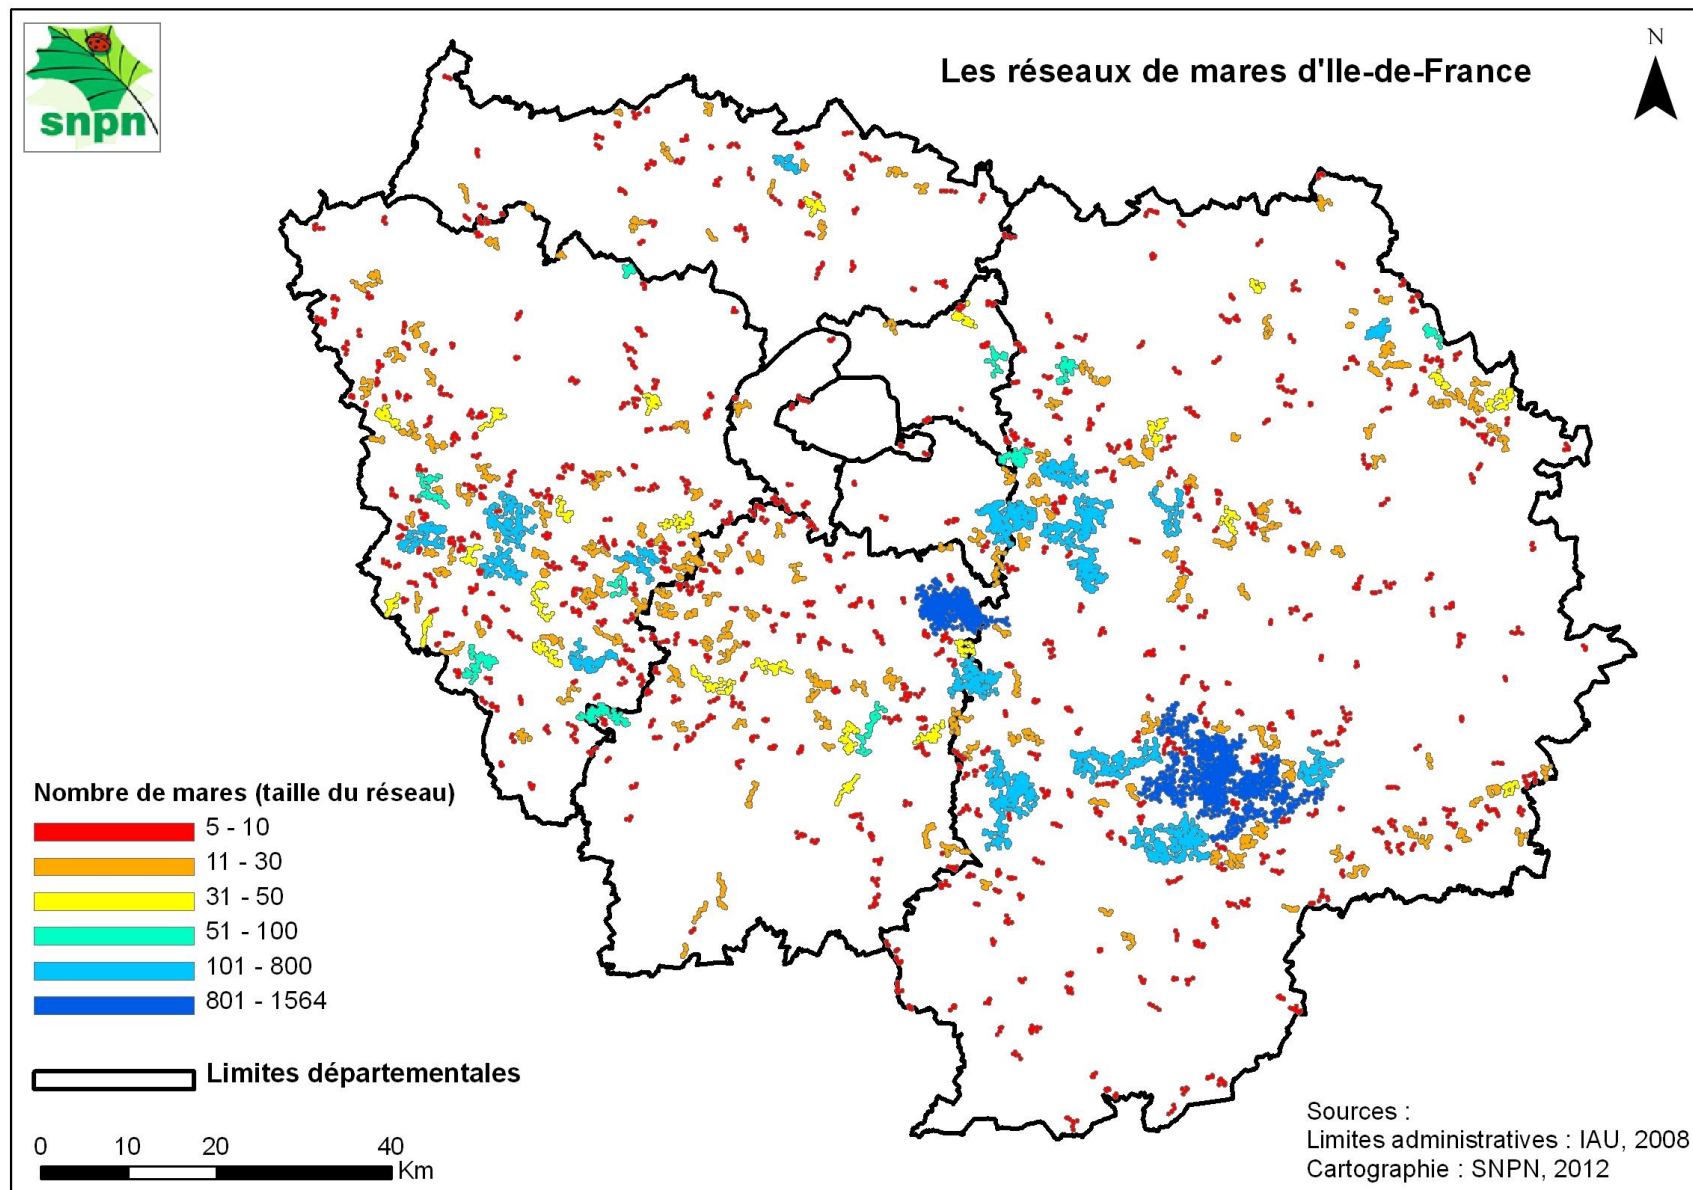 snpn
Les réseaux de mares d'Ile-de-France
N
Nombre de mares (taille du réseau)
5 - 10
11 - 30
31 - 50
51 - 100
101 - 800
801 - 1564
Limites départementales
0 10 20 40
Km
Sources :
Limites administratives : IAU, 2008
Cartographie : SNPN, 2012